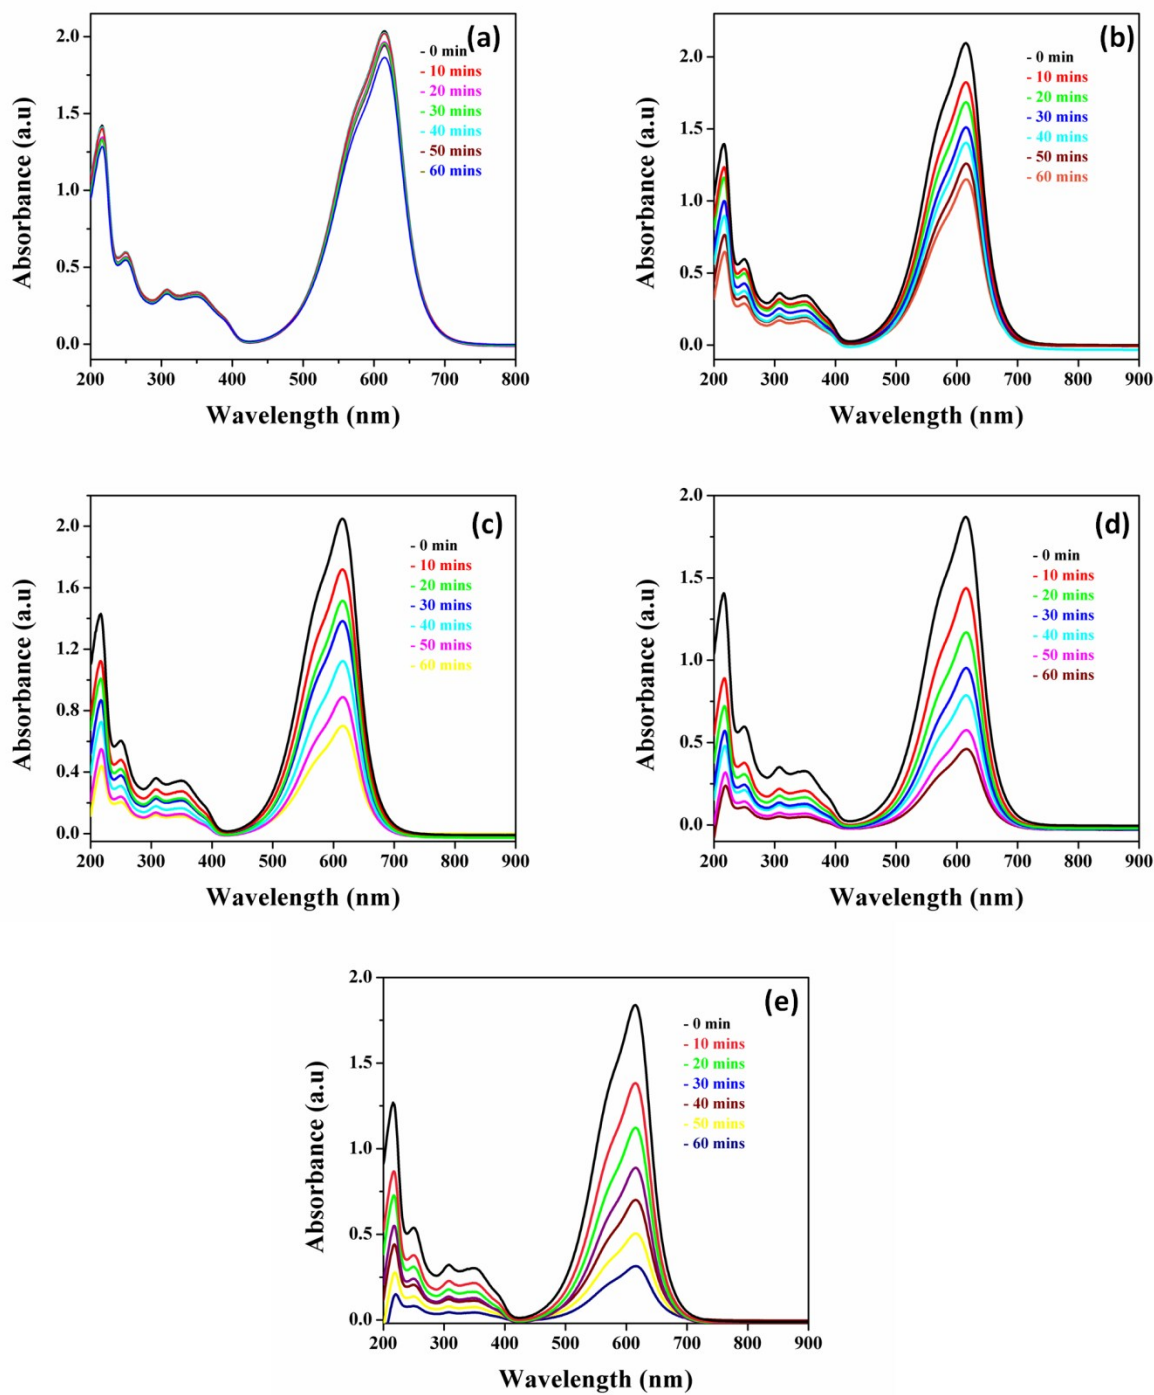 (a)
- 0 min
- 10 mins
- 20 mins
- 30 mins
- 40 mins
- 50 mins
- 60 mins
2.0
1.5
1.0
0.5
0.0
Absorbance (a.u)
200 300 400 500 600 700 800
Wavelength (nm)
(b)
- 0 min
- 10 mins
- 20 mins
- 30 mins
- 40 mins
- 50 mins
- 60 mins
2.0
1.5
1.0
0.5
0.0
Absorbance (a.u)
200 300 400 500 600 700 800 900
Wavelength (nm)
(c)
- 0 min
- 10 mins
- 20 mins
- 30 mins
- 40 mins
- 50 mins
- 60 mins
2.0
1.6
1.2
0.8
0.4
0.0
Absorbance (a.u)
200 300 400 500 600 700 800 900
Wavelength (nm)
(d)
- 0 min
- 10 mins
- 20 mins
- 30 mins
- 40 mins
- 50 mins
- 60 mins
2.0
1.5
1.0
0.5
0.0
Absorbance (a.u)
200 300 400 500 600 700 800 900
Wavelength (nm)
(e)
- 0 min
- 10 mins
- 20 mins
- 30 mins
- 40 mins
- 50 mins
- 60 mins
2.0
1.5
1.0
0.5
0.0
Absorbance (a.u)
200 300 400 500 600 700 800 900
Wavelength (nm)